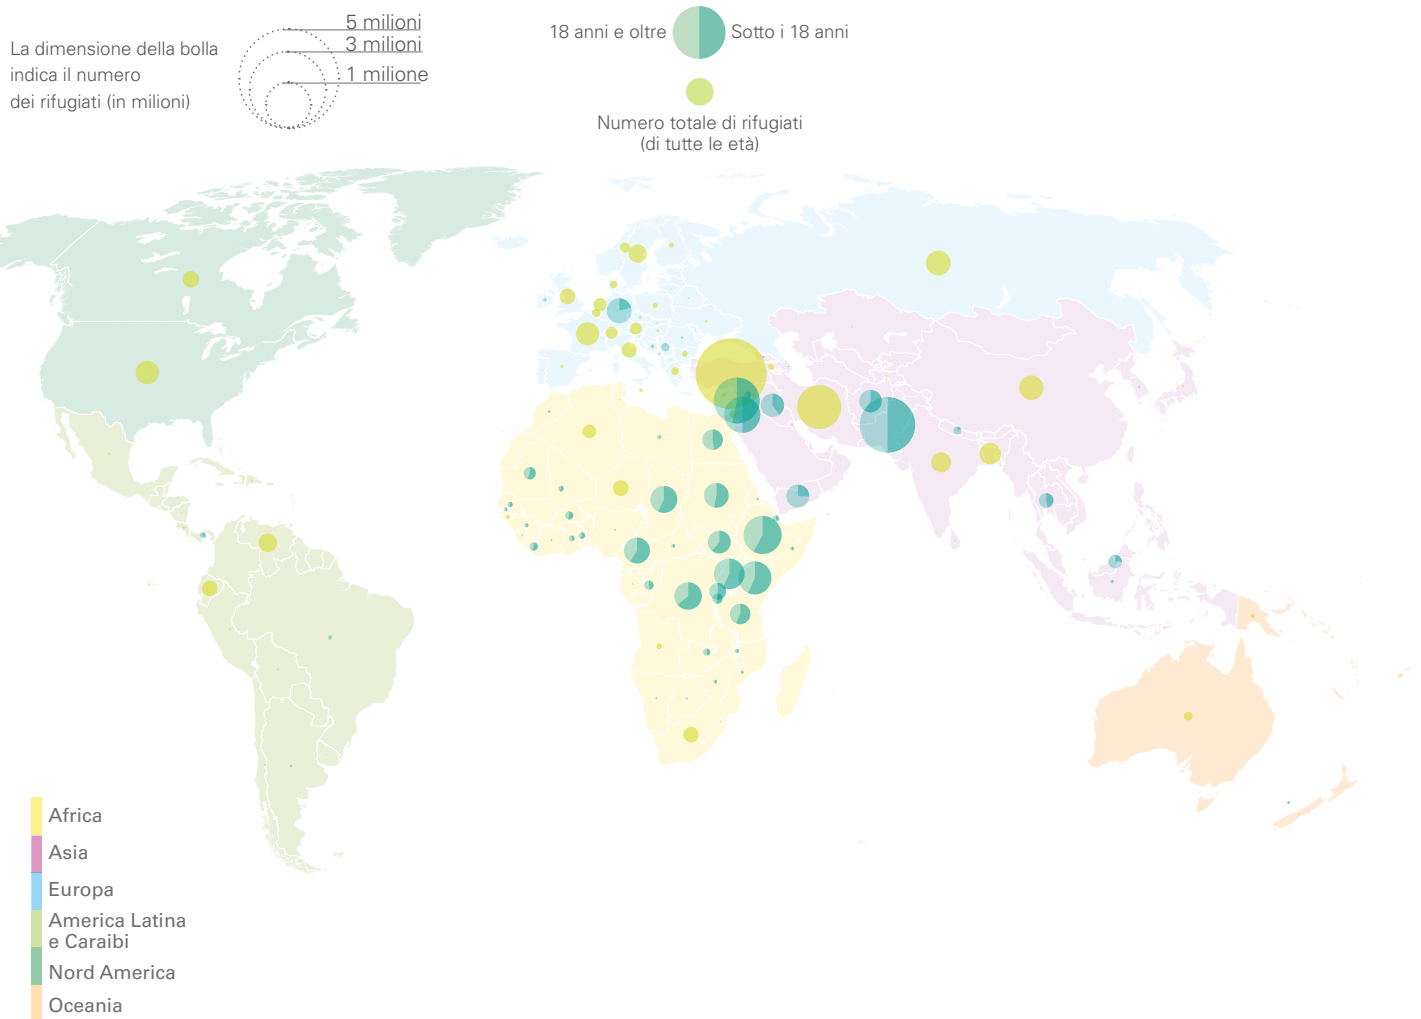 La dimensione della bolla
indica il numero
dei rifugiati (in milioni)
5 milioni
3 milioni
1 milione
18 anni e oltre
Sotto i 18 anni
Numero totale di rifugiati
(di tutte le età)
Africa
Asia
Europa
America Latina
e Caraibi
Nord America
Oceania